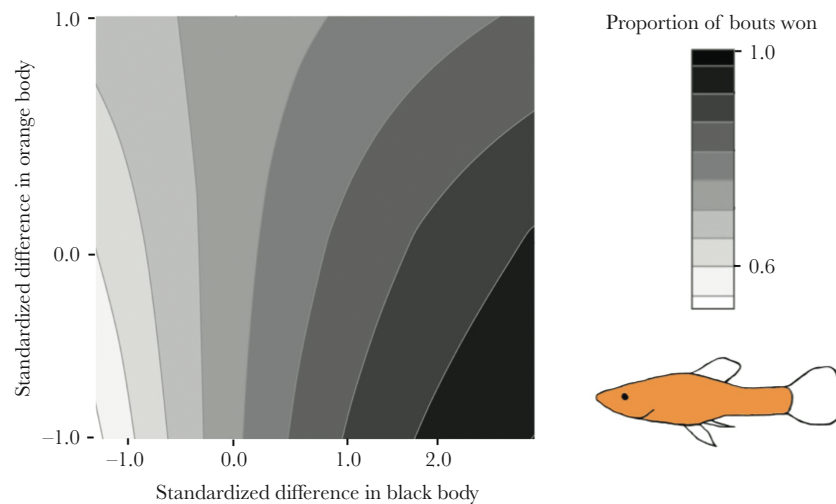 Proportion of bouts won
1.0
0.6
Standardized difference in orange body
1.0
0.0
–1.0
–1.0 0.0 1.0 2.0
Standardized difference in black body